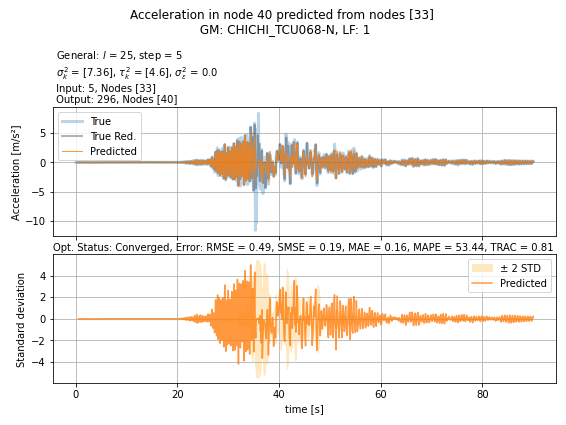 Acceleration in node 40 predicted from nodes [33]
GM: CHICHI_TCU068-N, LF: 1
General: l = 25, step = 5
σ²ₖ = [7.36], τ²ₖ = [4.6], σ²ε = 0.0
Input: 5, Nodes [33]
Output: 296, Nodes [40]
True
True Red.
Predicted
Acceleration [m/s²]
5
0
−5
−10
Opt. Status: Converged, Error: RMSE = 0.49, SMSE = 0.19, MAE = 0.16, MAPE = 53.44, TRAC = 0.81
± 2 STD
Predicted
Standard deviation
4
2
0
−2
−4
0 20 40 60 80
time [s]